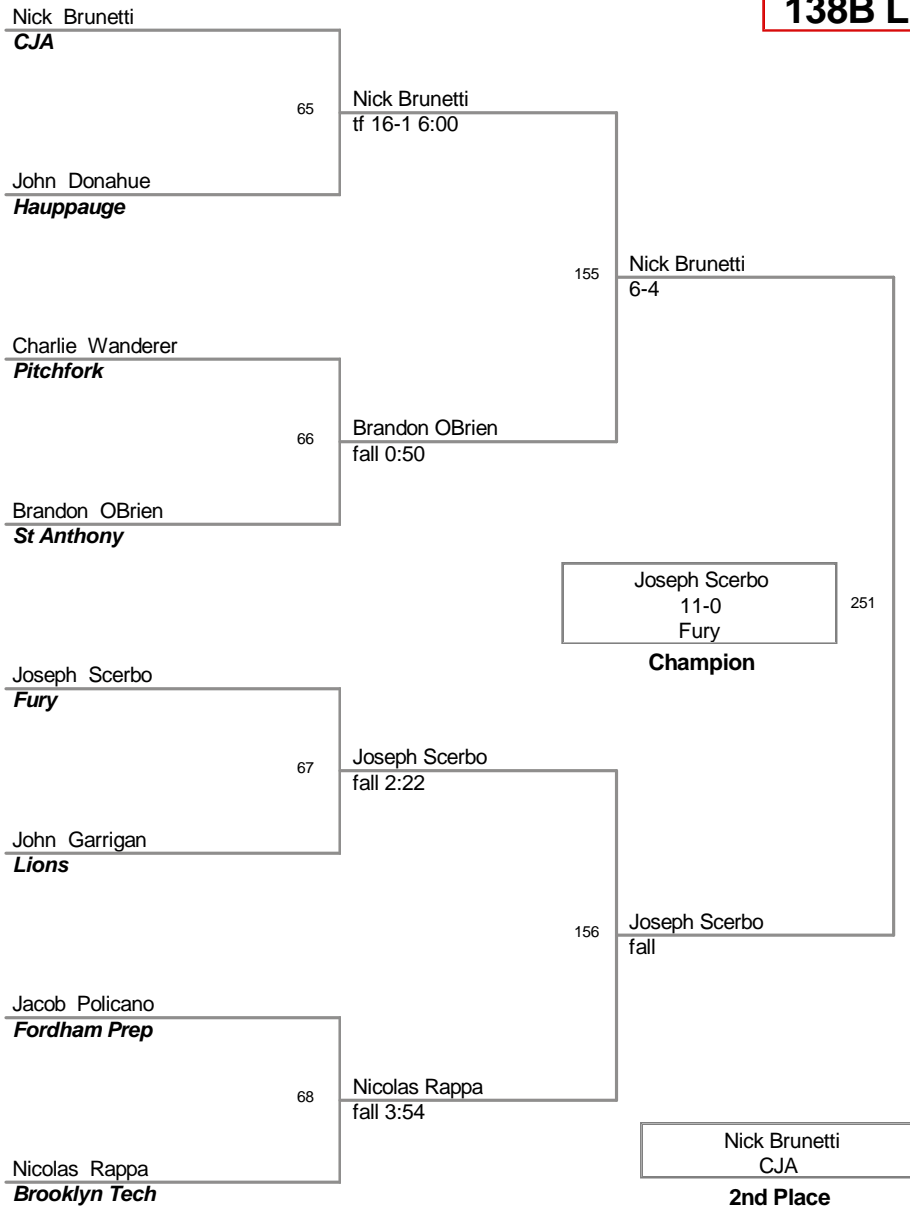 138B L
Nick Brunetti
CJA
65
Nick Brunetti
tf 16-1 6:00
John Donahue
Hauppauge
155
Nick Brunetti
6-4
Charlie Wanderer
Pitchfork
66
Brandon OBrien
fall 0:50
Brandon OBrien
St Anthony
Joseph Scerbo
11-0
Fury
251
Champion
Joseph Scerbo
Fury
67
Joseph Scerbo
fall 2:22
John Garrigan
Lions
156
Joseph Scerbo
fall
Jacob Policano
Fordham Prep
68
Nicolas Rappa
fall 3:54
Nicolas Rappa
Brooklyn Tech
Nick Brunetti
CJA
2nd Place